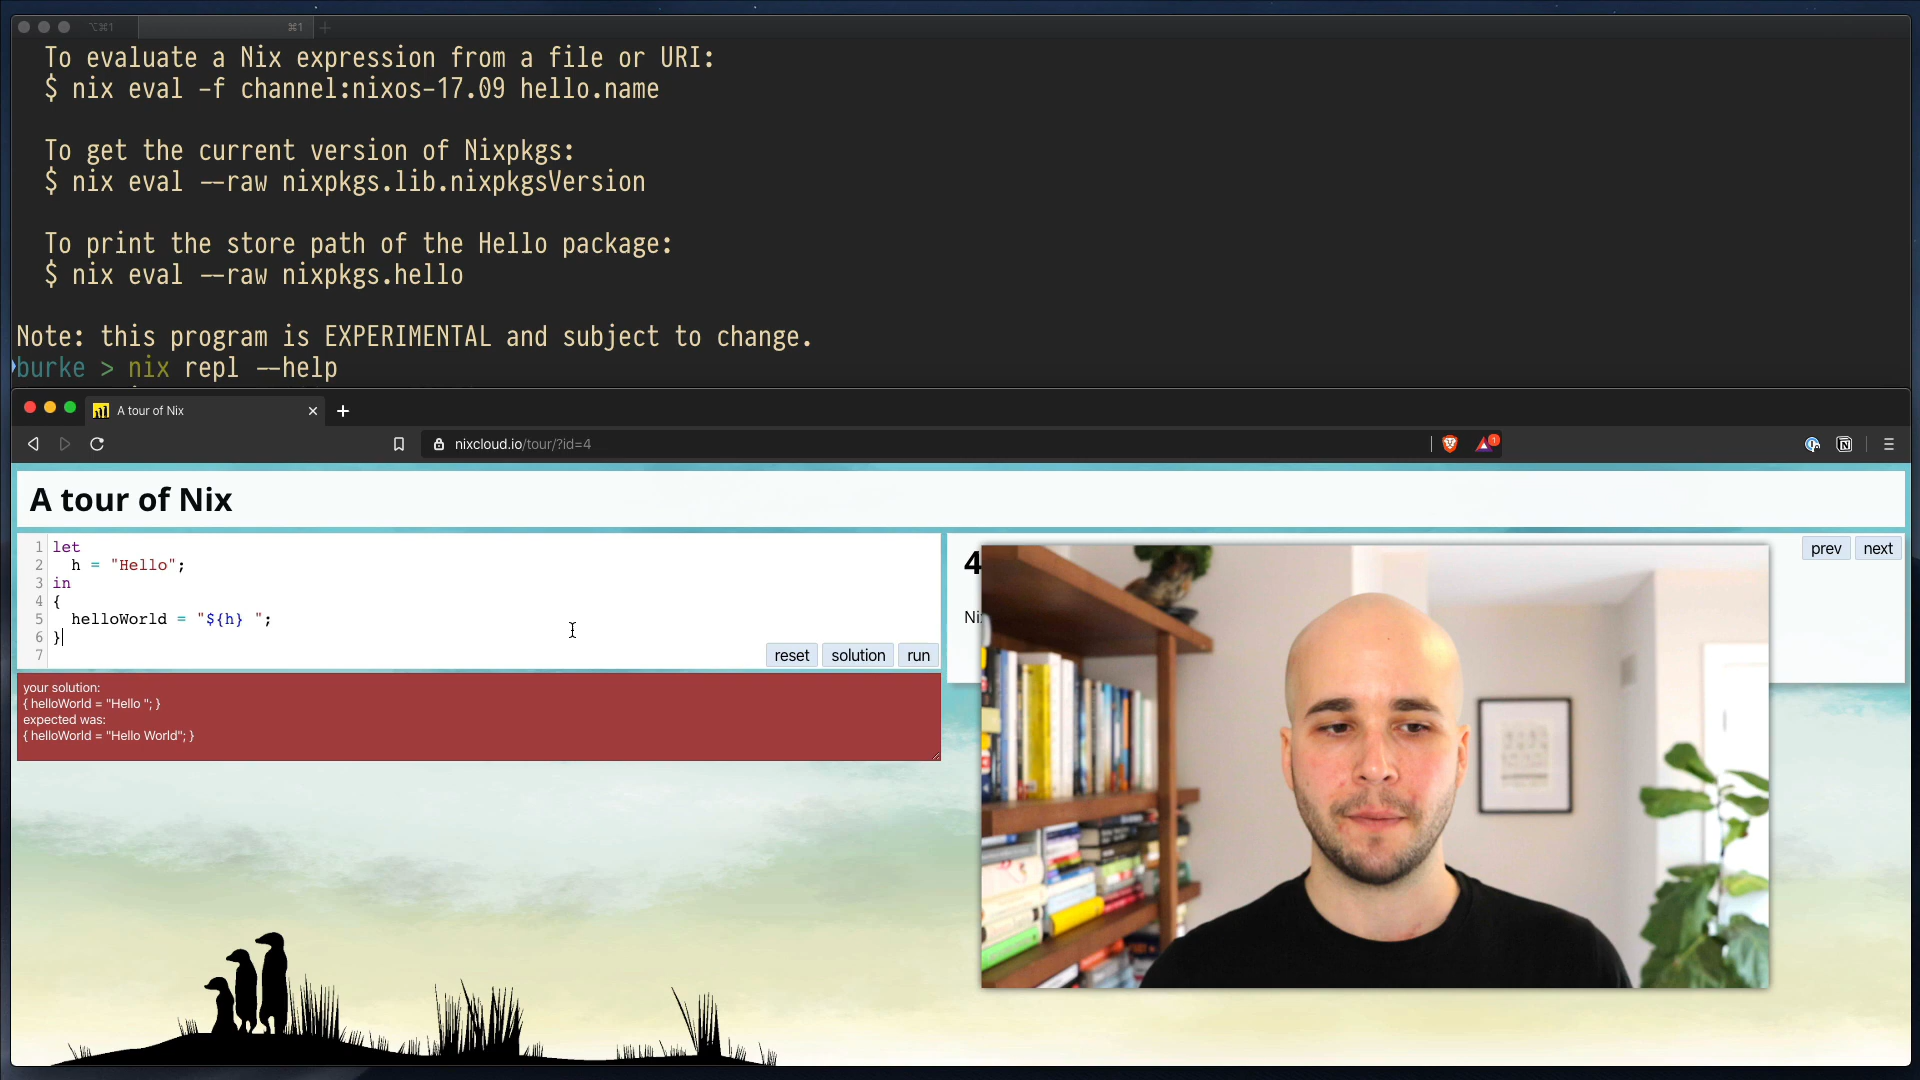 ⌥⌘1
⌘1
To evaluate a Nix expression from a file or URI:
$ nix eval -f channel:nixos-17.09 hello.name
To get the current version of Nixpkgs:
$ nix eval --raw nixpkgs.lib.nixpkgsVersion
To print the store path of the Hello package:
$ nix eval --raw nixpkgs.hello
Note: this program is EXPERIMENTAL and subject to change.
burke > nix repl --help
A tour of Nix
nixcloud.io/tour/?id=4
1
A tour of Nix
1 let
2 h = "Hello";
3 in
4 {
5 helloWorld = "${h} ";
6 }
7
reset solution run
your solution:
{ helloWorld = "Hello "; }
expected was:
{ helloWorld = "Hello World"; }
4
prev next